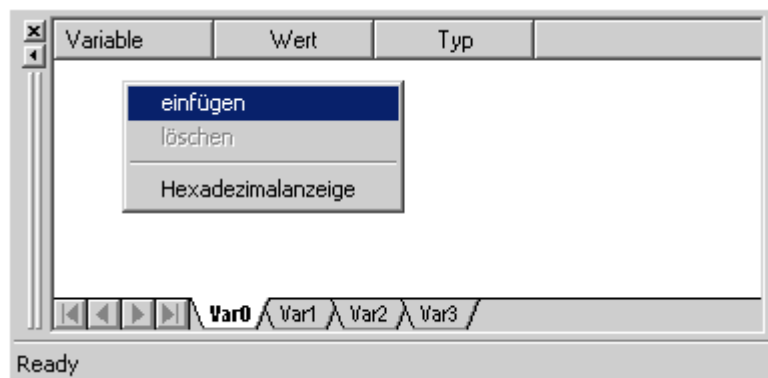 Variable Wert Typ
einfügen
löschen
Hexadezimalanzeige
Var0 Var1 Var2 Var3
Ready